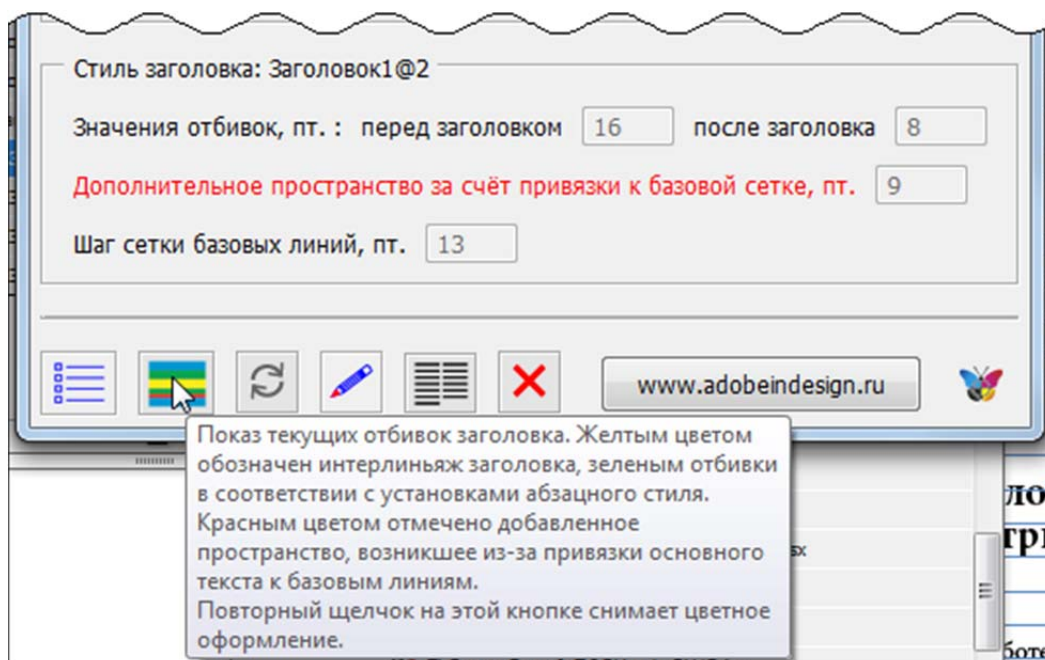 Стиль заголовка: Заголовок1@2
Значения отбивок, пт. : перед заголовком 16 после заголовка 8
Дополнительное пространство за счёт привязки к базовой сетке, пт. 9
Шаг сетки базовых линий, пт. 13
www.adobeindesign.ru
Показ текущих отбивок заголовка. Желтым цветом
обозначен интерлиньяж заголовка, зеленым отбивки
в соответствии с установками абзацного стиля.
Красным цветом отмечено добавленное
пространство, возникшее из-за привязки основного
текста к базовым линиям.
Повторный щелчок на этой кнопке снимает цветное
оформление.